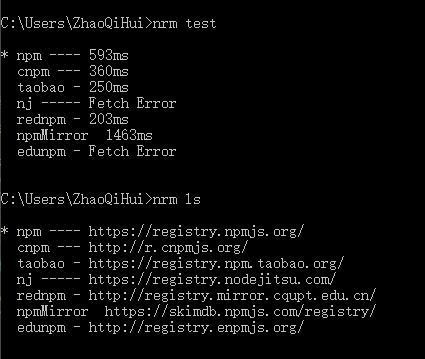 C:\Users\ZhaoQiHui>nrm test
* npm ---- 593ms
cnpm --- 360ms
taobao - 250ms
nj ----- Fetch Error
rednpm - 203ms
npmMirror  1463ms
edunpm - Fetch Error
C:\Users\ZhaoQiHui>nrm ls
* npm ---- https://registry.npmjs.org/
cnpm --- http://r.cnpmjs.org/
taobao - https://registry.npm.taobao.org/
nj ----- https://registry.nodejitsu.com/
rednpm - http://registry.mirror.cqupt.edu.cn/
npmMirror  https://skimdb.npmjs.com/registry/
edunpm - http://registry.enpmjs.org/